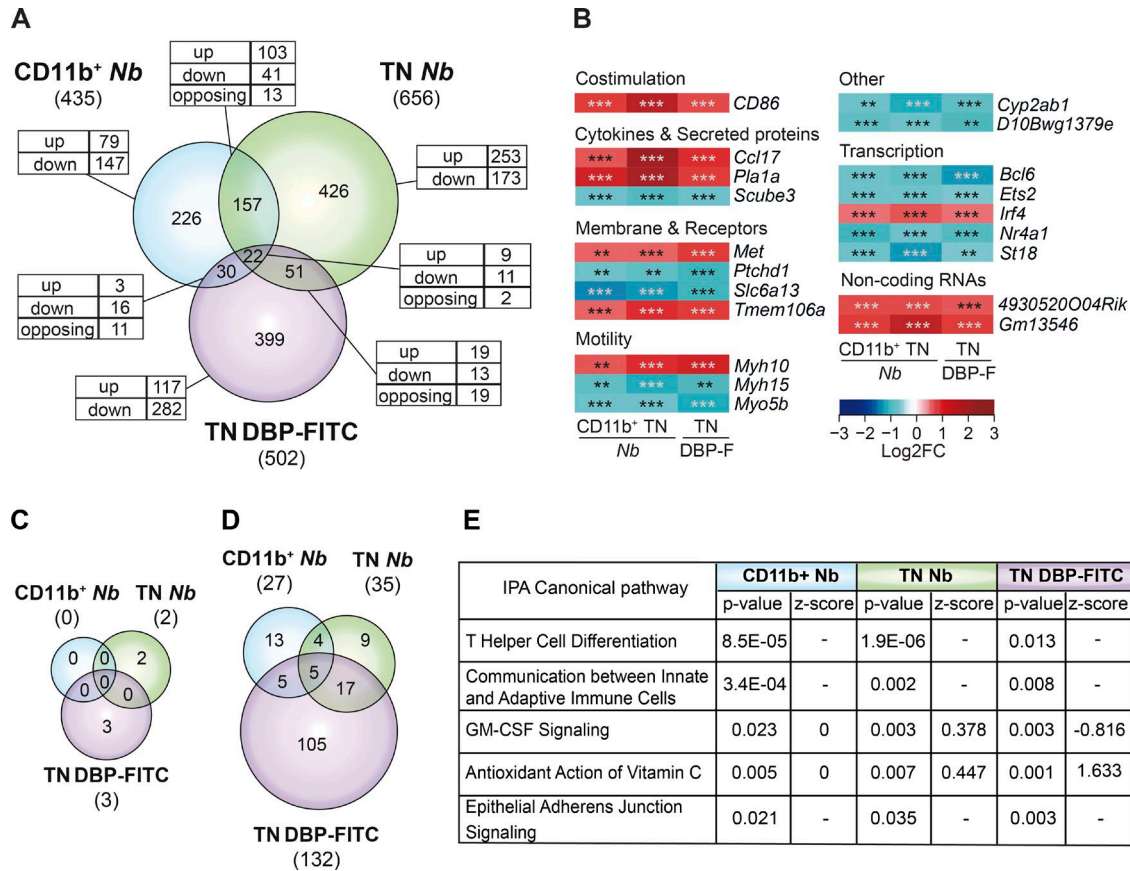 A
CD11b⁺ Nb
(435)
TN Nb
(656)
up 103
down 41
opposing 13
up 79
down 147
up 253
down 173
226
157
426
22
30
51
399
up 9
down 11
opposing 2
up 3
down 16
opposing 11
up 19
down 13
opposing 19
up 117
down 282
TN DBP-FITC
(502)
B
Costimulation
*** *** *** CD86
Cytokines & Secreted proteins
*** *** *** Ccl17
*** *** *** Pla1a
*** *** *** Scube3
Membrane & Receptors
** *** *** Met
** ** *** Ptchd1
*** *** *** Slc6a13
*** *** *** Tmem106a
Motility
** *** *** Myh10
** *** ** Myh15
*** *** *** Myo5b
CD11b⁺ TN TN
Nb DBP-F
Other
** *** *** Cyp2ab1
*** *** ** D10Bwg1379e
Transcription
*** *** *** Bcl6
*** *** *** Ets2
*** *** *** Irf4
*** *** *** Nr4a1
*** *** ** St18
Non-coding RNAs
*** *** *** 4930520O04Rik
*** *** *** Gm13546
CD11b⁺ TN TN
Nb DBP-F
−3 −2 −1 0 1 2 3
Log2FC
C
CD11b⁺ Nb
(0)
TN Nb
(2)
0 0 2
0 0 0
3
TN DBP-FITC
(3)
D
CD11b⁺ Nb
(27)
TN Nb
(35)
13 4 9
5 5 17
105
TN DBP-FITC
(132)
E
IPA Canonical pathway
CD11b+ Nb TN Nb TN DBP-FITC
p-value z-score p-value z-score p-value z-score
T Helper Cell Differentiation 8.5E-05 - 1.9E-06 - 0.013 -
Communication between Innate
and Adaptive Immune Cells 3.4E-04 - 0.002 - 0.008 -
GM-CSF Signaling 0.023 0 0.003 0.378 0.003 -0.816
Antioxidant Action of Vitamin C 0.005 0 0.007 0.447 0.001 1.633
Epithelial Adherens Junction
Signaling 0.021 - 0.035 - 0.003 -